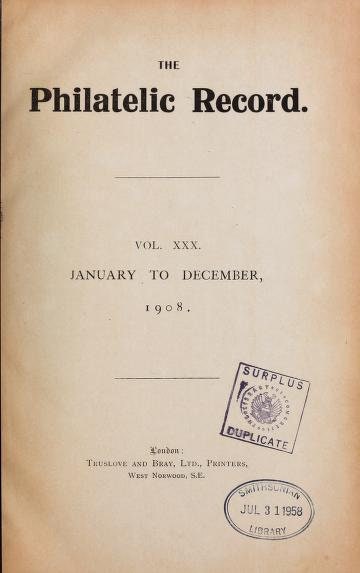 THE
Philatelic Record.
VOL. XXX.
JANUARY TO DECEMBER,
1908.
SURPLUS
LIBRARY
DUPLICATE
London:
TRUSLOVE AND BRAY, LTD., PRINTERS,
WEST NORWOOD, S.E.
SMITHSONIAN
JUL 31 1958
LIBRARY